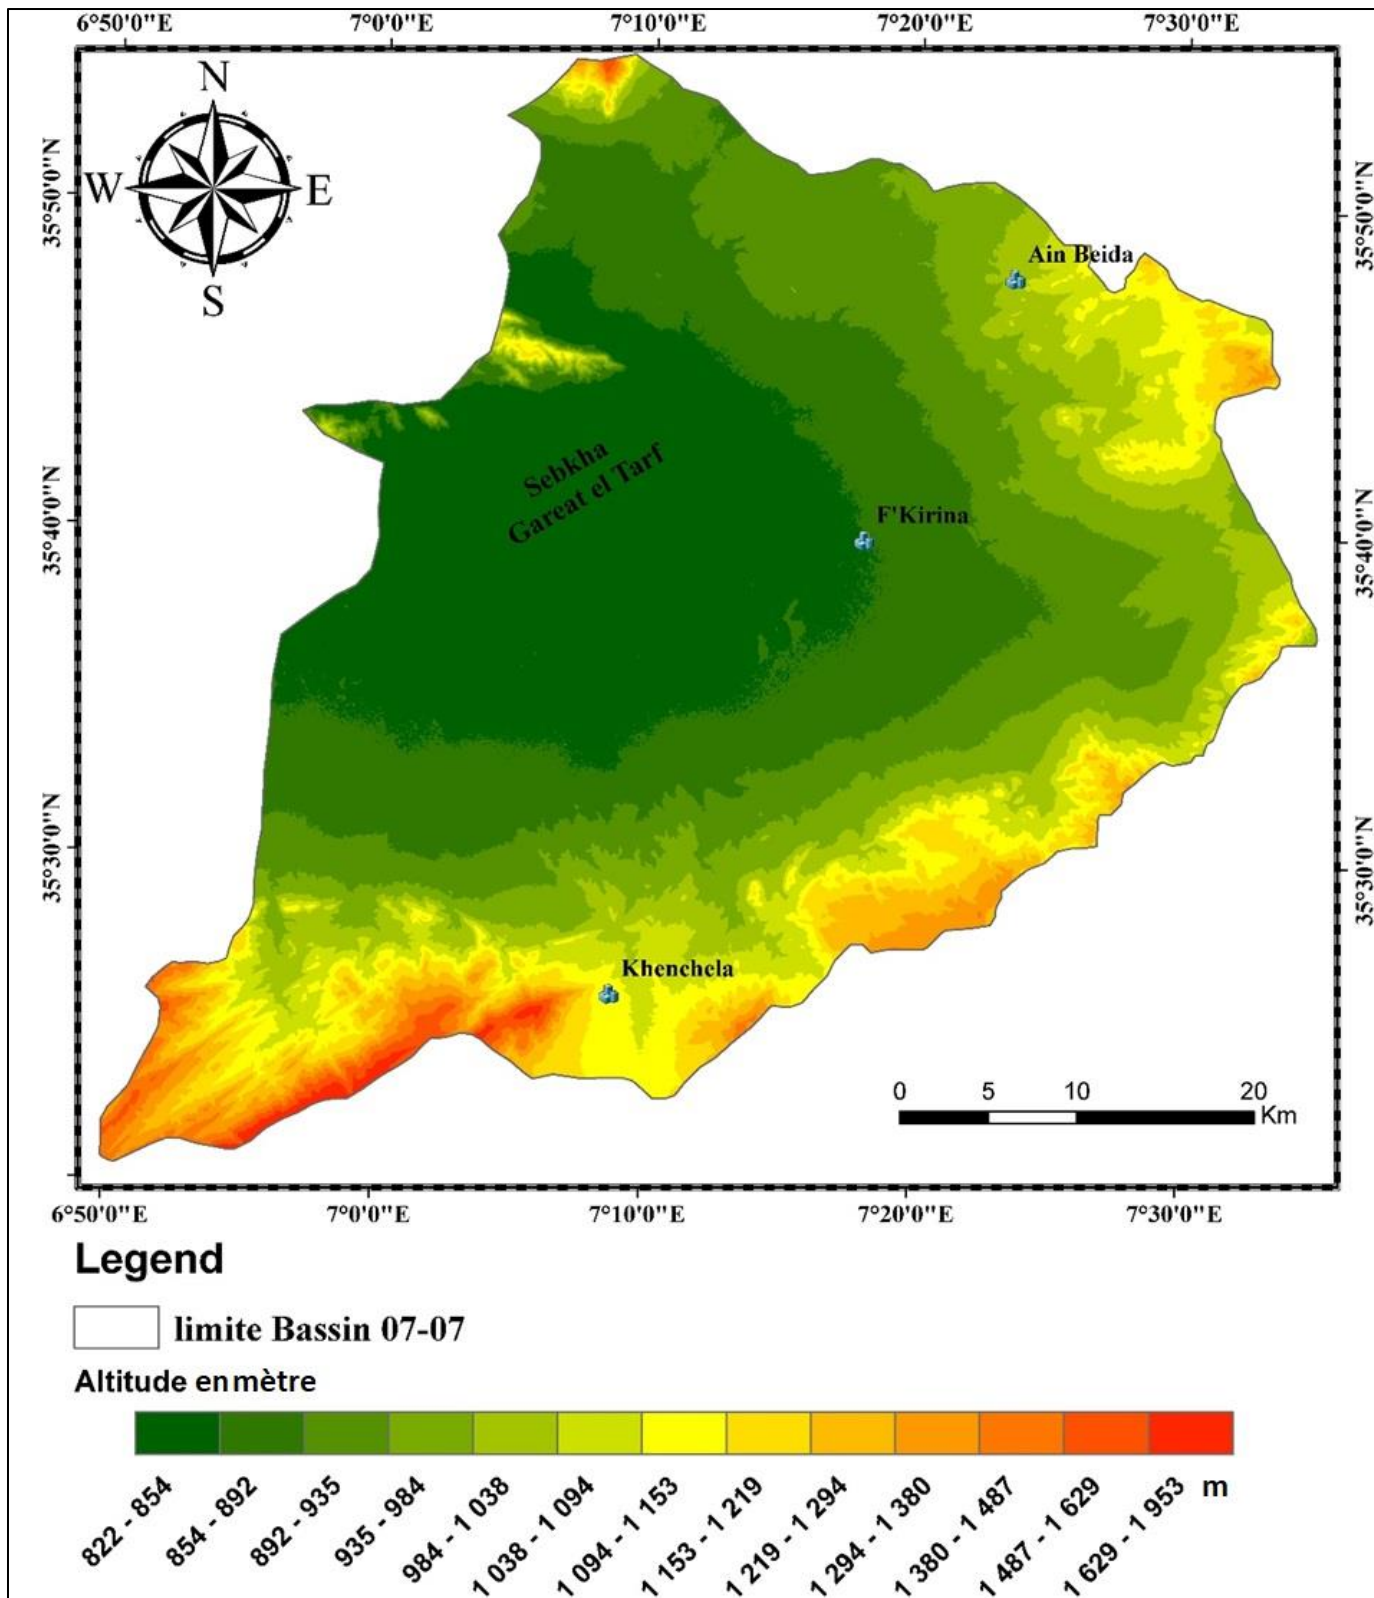 6°50'0"E 7°0'0"E 7°10'0"E 7°20'0"E 7°30'0"E
N
W E
S
35°50'0"N
35°50'0"N
Ain Beida
Sebkha
Gareat el Tarf
F'Kirina
35°40'0"N
35°40'0"N
35°30'0"N
35°30'0"N
Khenchela
0 5 10 20
Km
6°50'0"E 7°0'0"E 7°10'0"E 7°20'0"E 7°30'0"E
Legend
limite Bassin 07-07
Altitude en mètre
822 - 854
854 - 892
892 - 935
935 - 984
984 - 1 038
1 038 - 1 094
1 094 - 1 153
1 153 - 1 219
1 219 - 1 294
1 294 - 1 380
1 380 - 1 487
1 487 - 1 629
1 629 - 1 953
m